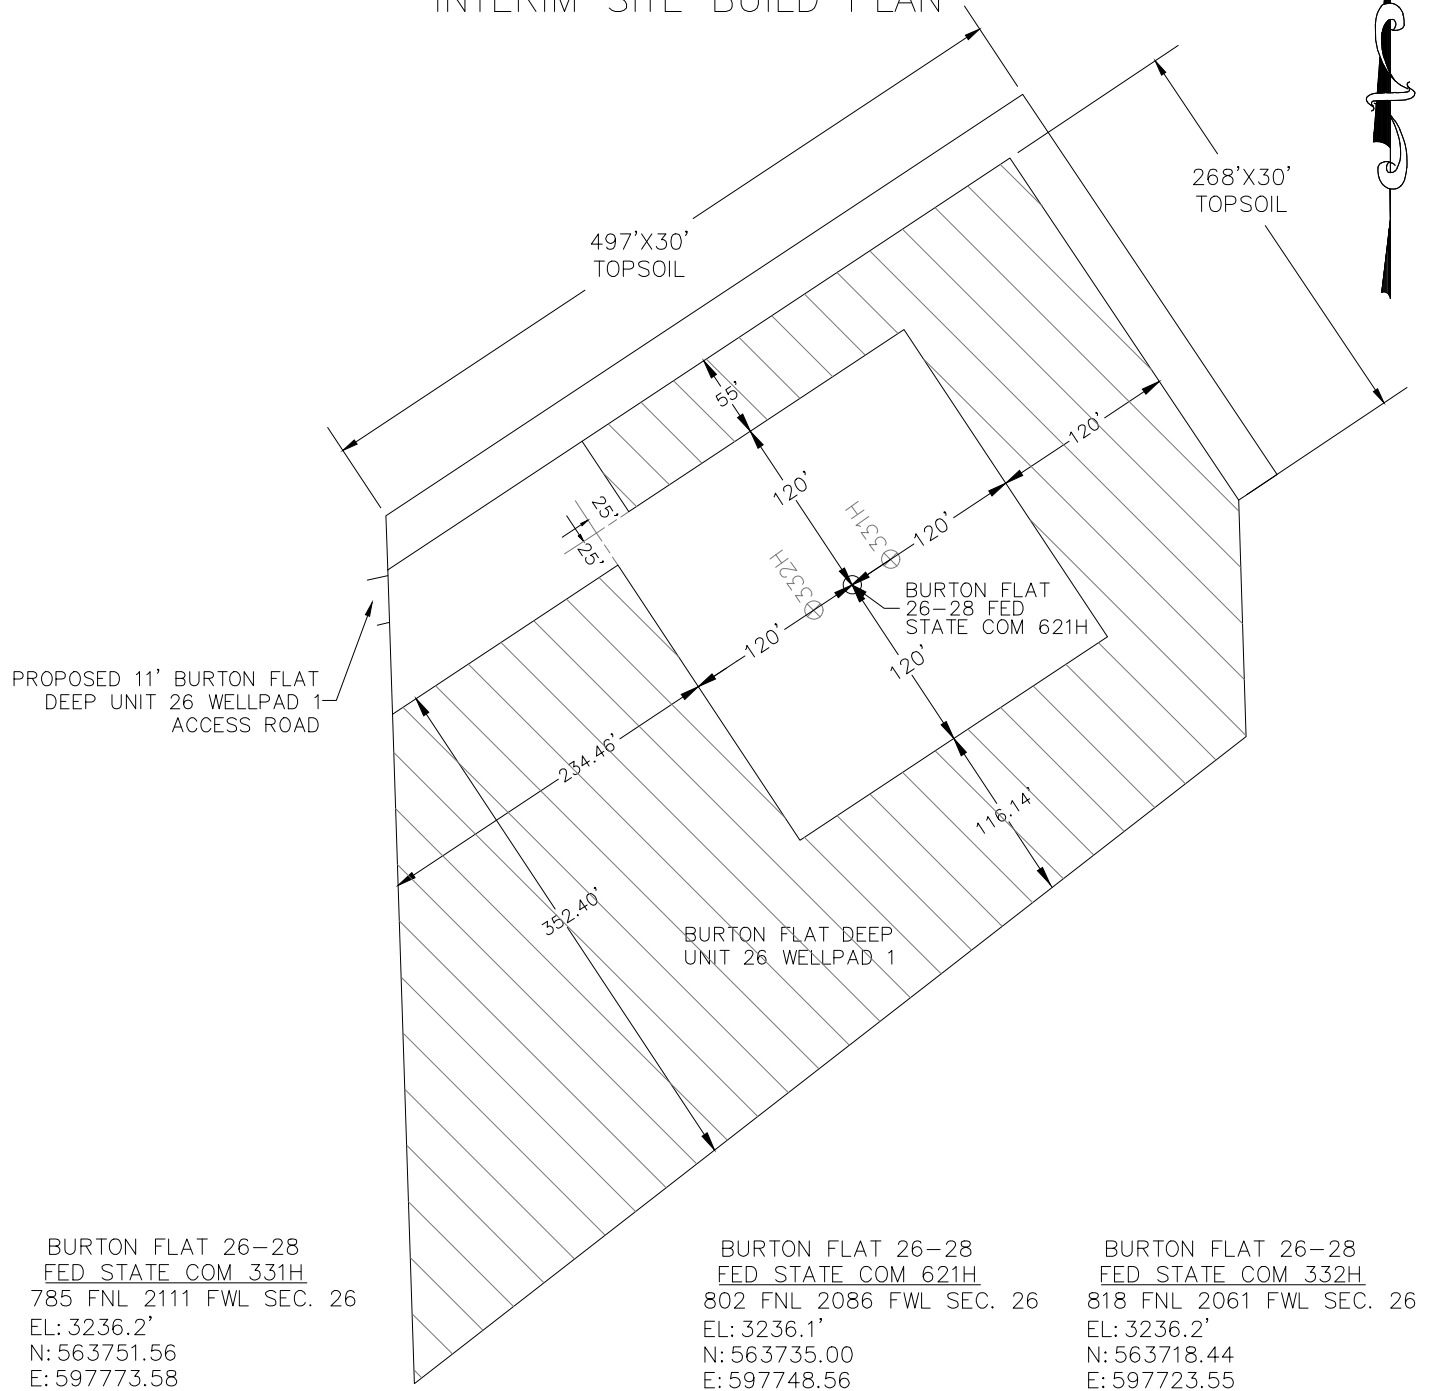 INTERIM SITE BUILD PLAN
268'X30'
TOPSOIL
497'X30'
TOPSOIL
55'
120'
120'
25'
25'
331H
120'
332H
BURTON FLAT
26-28 FED
STATE COM 621H
120'
120'
PROPOSED 11' BURTON FLAT
DEEP UNIT 26 WELLPAD 1
ACCESS ROAD
234.46'
116.14'
352.40'
BURTON FLAT DEEP
UNIT 26 WELLPAD 1
BURTON FLAT 26-28
FED STATE COM 331H
785 FNL 2111 FWL SEC. 26
EL: 3236.2'
N: 563751.56
E: 597773.58
BURTON FLAT 26-28
FED STATE COM 621H
802 FNL 2086 FWL SEC. 26
EL: 3236.1'
N: 563735.00
E: 597748.56
BURTON FLAT 26-28
FED STATE COM 332H
818 FNL 2061 FWL SEC. 26
EL: 3236.2'
N: 563718.44
E: 597723.55